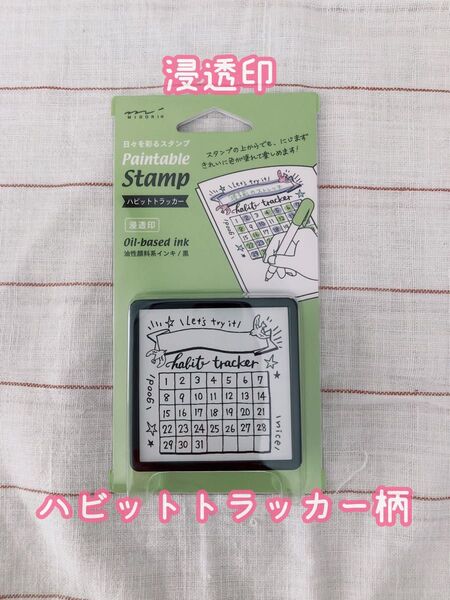 浸透印
MIDORI
日々を彩るスタンプ
Paintable
Stamp
ハビットトラッカー
浸透印
Oil-based ink
油性顔料系インキ / 黒
スタンプの上からでも、にじまず
きれいに色が塗れて楽しめます!
Let's try it!
habit tracker
good
Let's try it!
habit tracker
good
nice
1 2 3 4 5 6 7
8 9 10 11 12 13 14
15 16 17 18 19 20 21
22 23 24 25 26 27 28
29 30 31
ハビットトラッカー柄